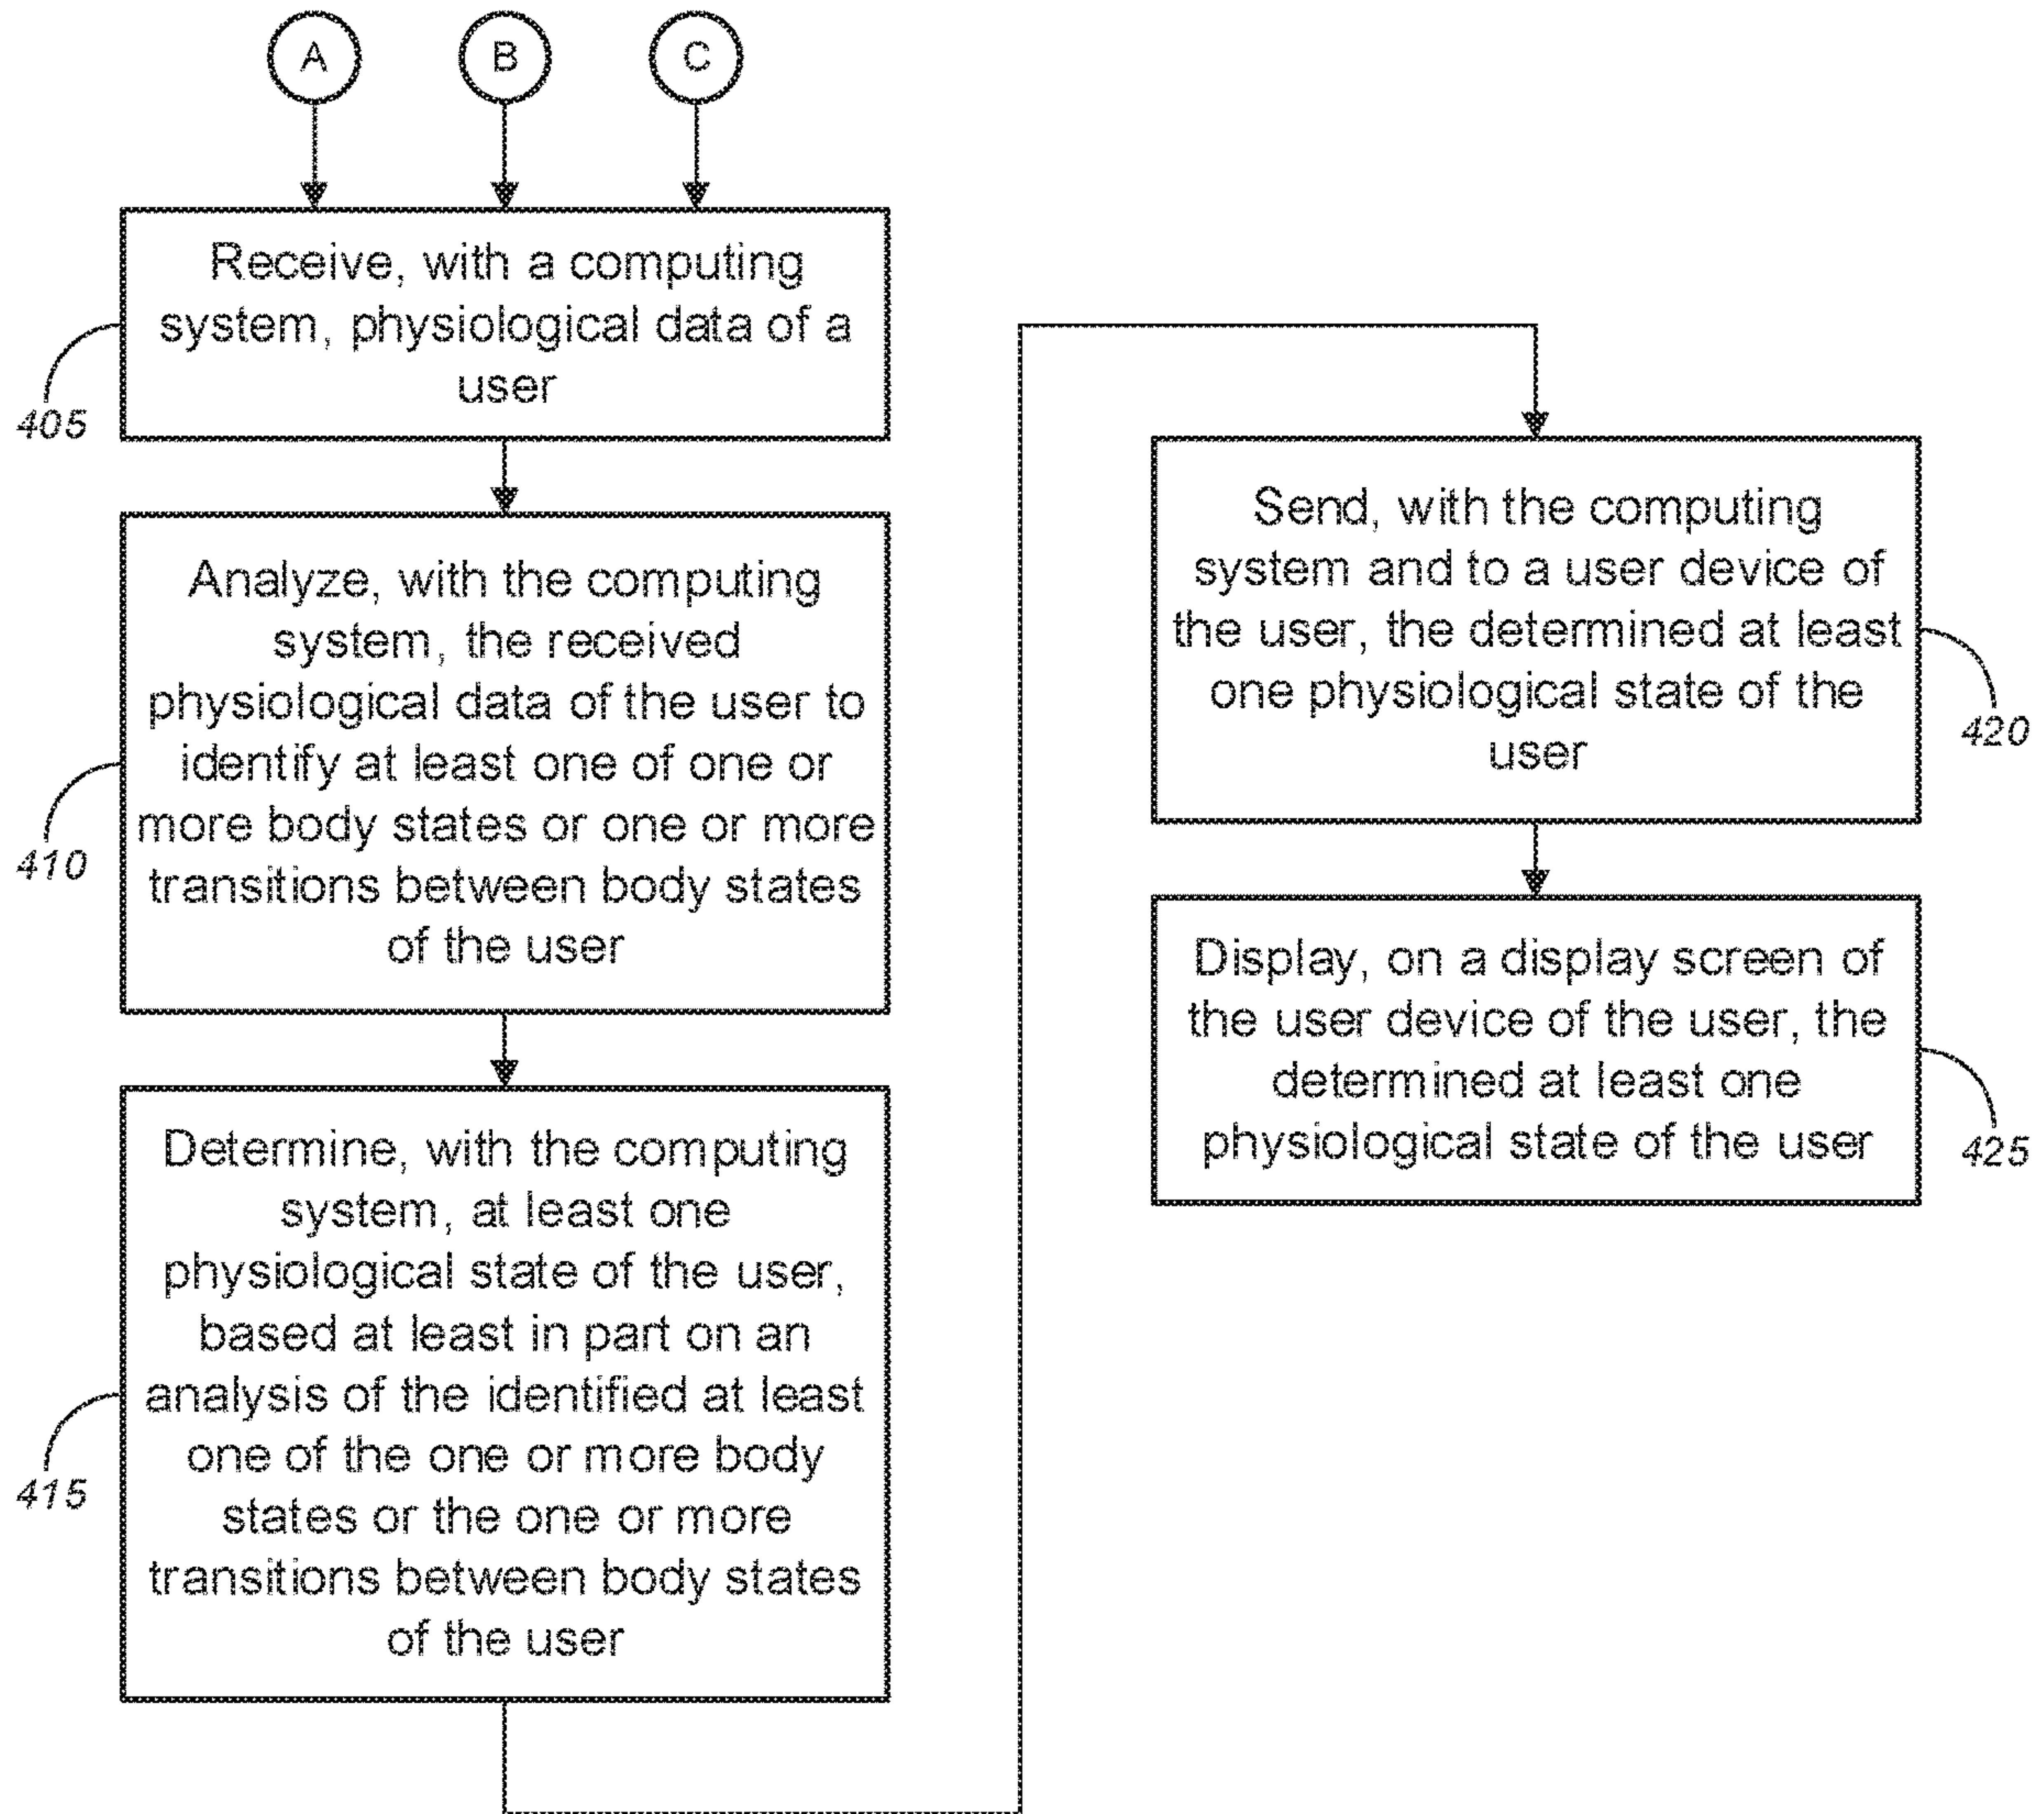 A
B
C
Receive, with a computing
system, physiological data of a
user
405
Analyze, with the computing
system, the received
physiological data of the user to
identify at least one of one or
more body states or one or more
transitions between body states
of the user
410
Determine, with the computing
system, at least one
physiological state of the user,
based at least in part on an
analysis of the identified at least
one of the one or more body
states or the one or more
transitions between body states
of the user
415
Send, with the computing
system and to a user device of
the user, the determined at least
one physiological state of the
user
420
Display, on a display screen of
the user device of the user, the
determined at least one
physiological state of the user
425